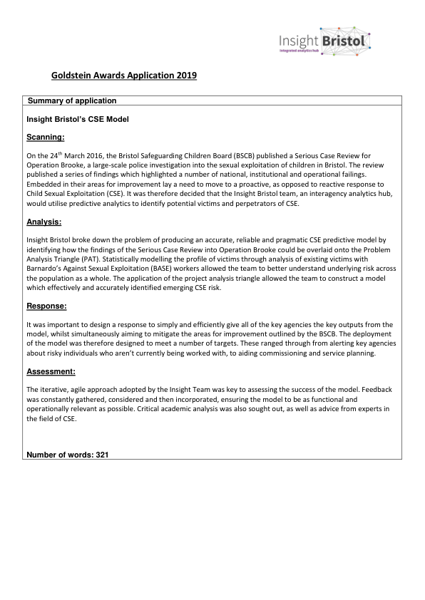 Insight Bristol
integrated analytics hub
Goldstein Awards Application 2019
Summary of application
Insight Bristol's CSE Model
Scanning:
On the 24th March 2016, the Bristol Safeguarding Children Board (BSCB) published a Serious Case Review for
Operation Brooke, a large-scale police investigation into the sexual exploitation of children in Bristol. The review
published a series of findings which highlighted a number of national, institutional and operational failings.
Embedded in their areas for improvement lay a need to move to a proactive, as opposed to reactive response to
Child Sexual Exploitation (CSE). It was therefore decided that the Insight Bristol team, an interagency analytics hub,
would utilise predictive analytics to identify potential victims and perpetrators of CSE.
Analysis:
Insight Bristol broke down the problem of producing an accurate, reliable and pragmatic CSE predictive model by
identifying how the findings of the Serious Case Review into Operation Brooke could be overlaid onto the Problem
Analysis Triangle (PAT). Statistically modelling the profile of victims through analysis of existing victims with
Barnardo's Against Sexual Exploitation (BASE) workers allowed the team to better understand underlying risk across
the population as a whole. The application of the project analysis triangle allowed the team to construct a model
which effectively and accurately identified emerging CSE risk.
Response:
It was important to design a response to simply and efficiently give all of the key agencies the key outputs from the
model, whilst simultaneously aiming to mitigate the areas for improvement outlined by the BSCB. The deployment
of the model was therefore designed to meet a number of targets. These ranged through from alerting key agencies
about risky individuals who aren't currently being worked with, to aiding commissioning and service planning.
Assessment:
The iterative, agile approach adopted by the Insight Team was key to assessing the success of the model. Feedback
was constantly gathered, considered and then incorporated, ensuring the model to be as functional and
operationally relevant as possible. Critical academic analysis was also sought out, as well as advice from experts in
the field of CSE.
Number of words: 321